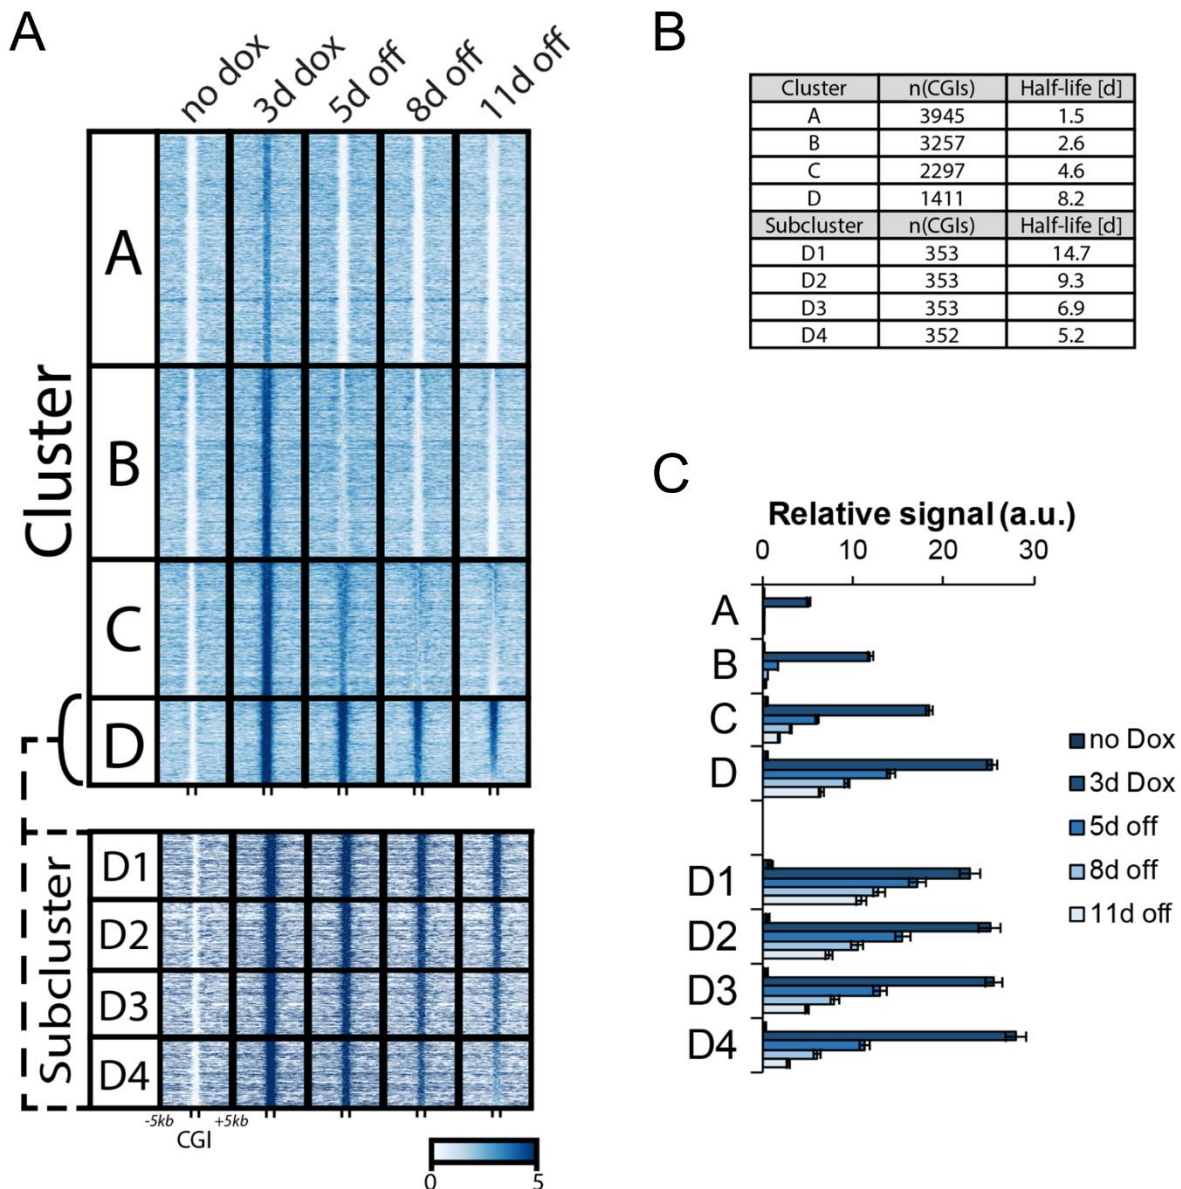 A
no dox 3d dox 5d off 8d off 11d off
Cluster
A
B
C
D
Subcluster
D1
D2
D3
D4
-5kb +5kb
CGI
0 5
B
Cluster n(CGIs) Half-life [d]
A 3945 1.5
B 3257 2.6
C 2297 4.6
D 1411 8.2
Subcluster n(CGIs) Half-life [d]
D1 353 14.7
D2 353 9.3
D3 353 6.9
D4 352 5.2
C
Relative signal (a.u.)
0 10 20 30
A
B
C
D
D1
D2
D3
D4
no Dox
3d Dox
5d off
8d off
11d off